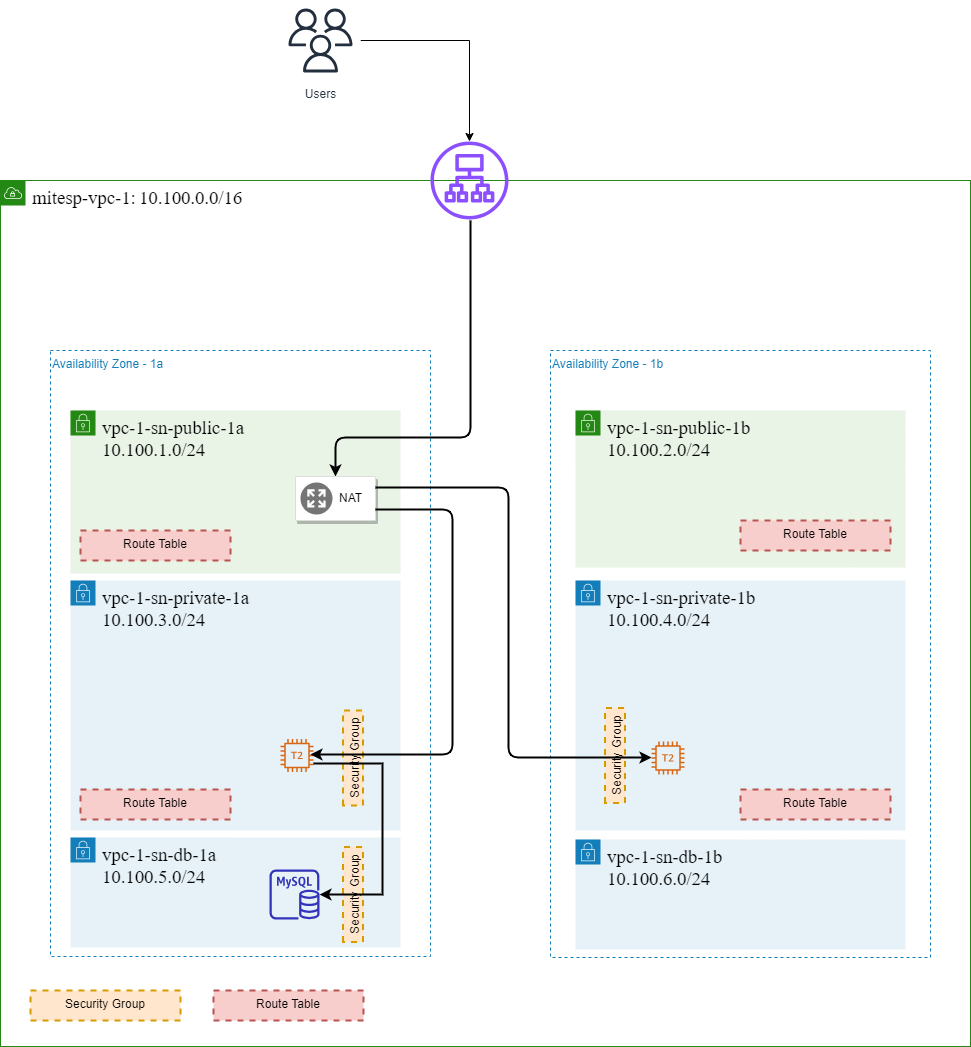 Users
mitesp-vpc-1: 10.100.0.0/16
Availability Zone - 1a
vpc-1-sn-public-1a
10.100.1.0/24
NAT
Route Table
vpc-1-sn-private-1a
10.100.3.0/24
T2
Security Group
Route Table
vpc-1-sn-db-1a
10.100.5.0/24
MySQL
Security Group
Availability Zone - 1b
vpc-1-sn-public-1b
10.100.2.0/24
Route Table
vpc-1-sn-private-1b
10.100.4.0/24
Security Group
T2
Route Table
vpc-1-sn-db-1b
10.100.6.0/24
Security Group
Route Table